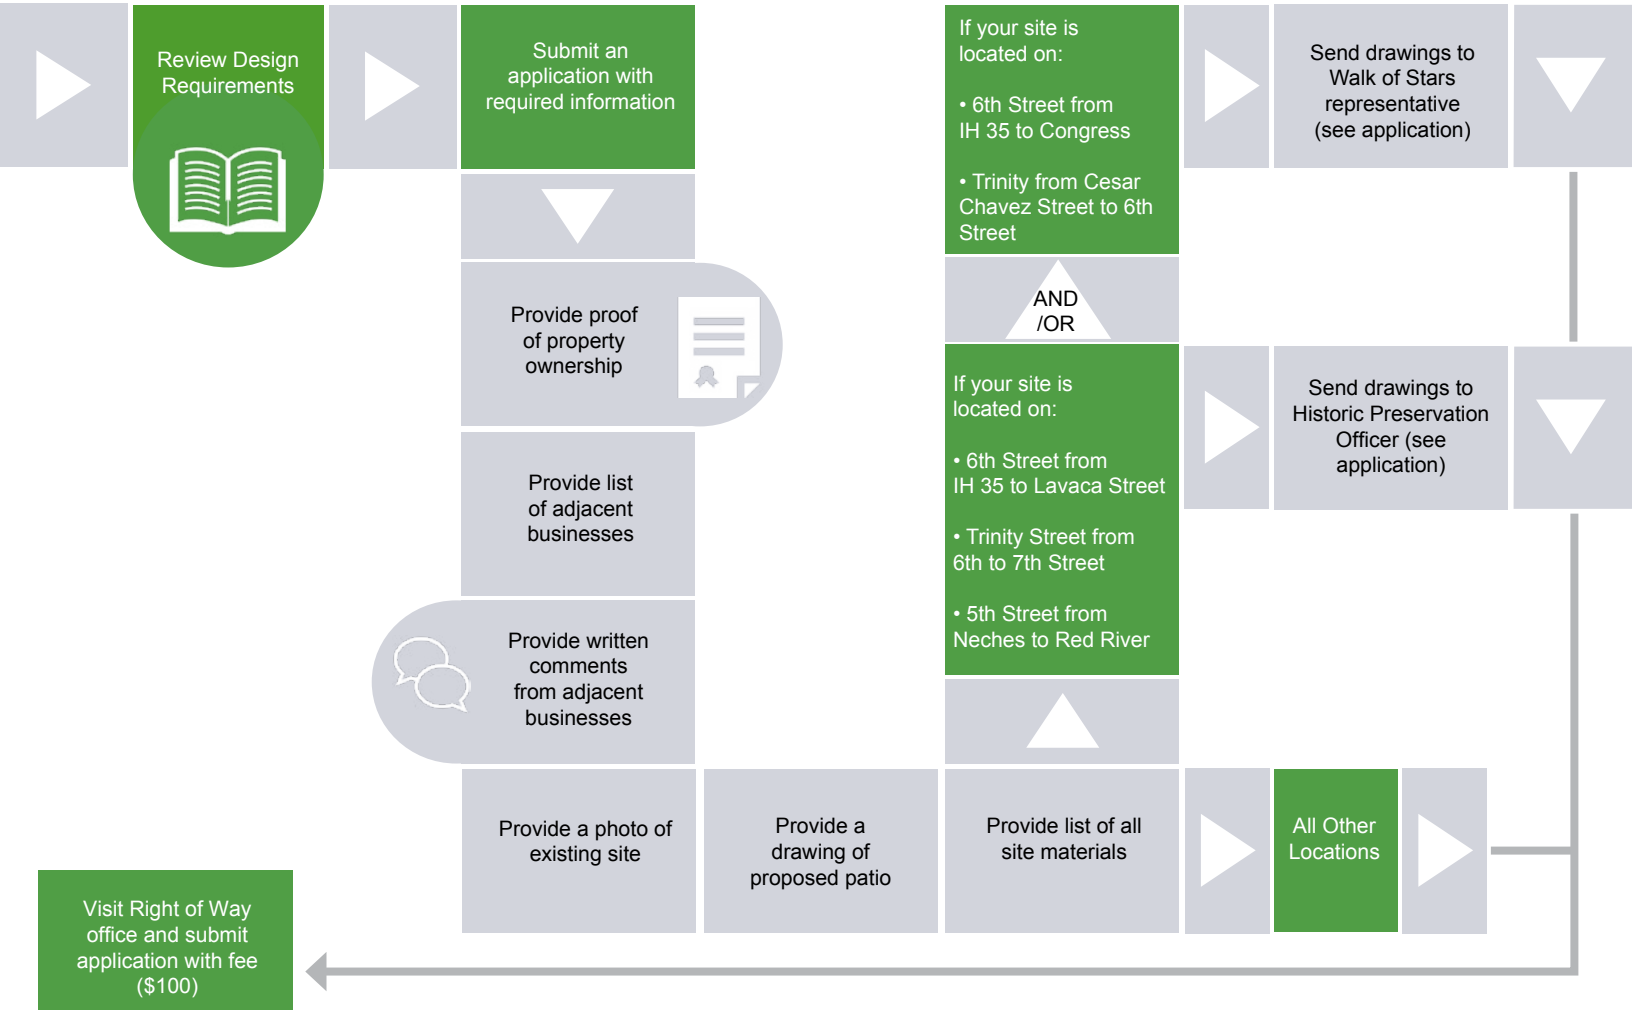 Review Design
Requirements
Submit an
application with
required information
Provide proof
of property
ownership
Provide list
of adjacent
businesses
Provide written
comments
from adjacent
businesses
Provide a photo of
existing site
Provide a
drawing of
proposed patio
Provide list of all
site materials
If your site is
located on:
• 6th Street from
IH 35 to Congress
• Trinity from Cesar
Chavez Street to 6th
Street
Send drawings to
Walk of Stars
representative
(see application)
AND
/OR
If your site is
located on:
• 6th Street from
IH 35 to Lavaca Street
• Trinity Street from
6th to 7th Street
• 5th Street from
Neches to Red River
Send drawings to
Historic Preservation
Officer (see
application)
All Other
Locations
Visit Right of Way
office and submit
application with fee
($100)